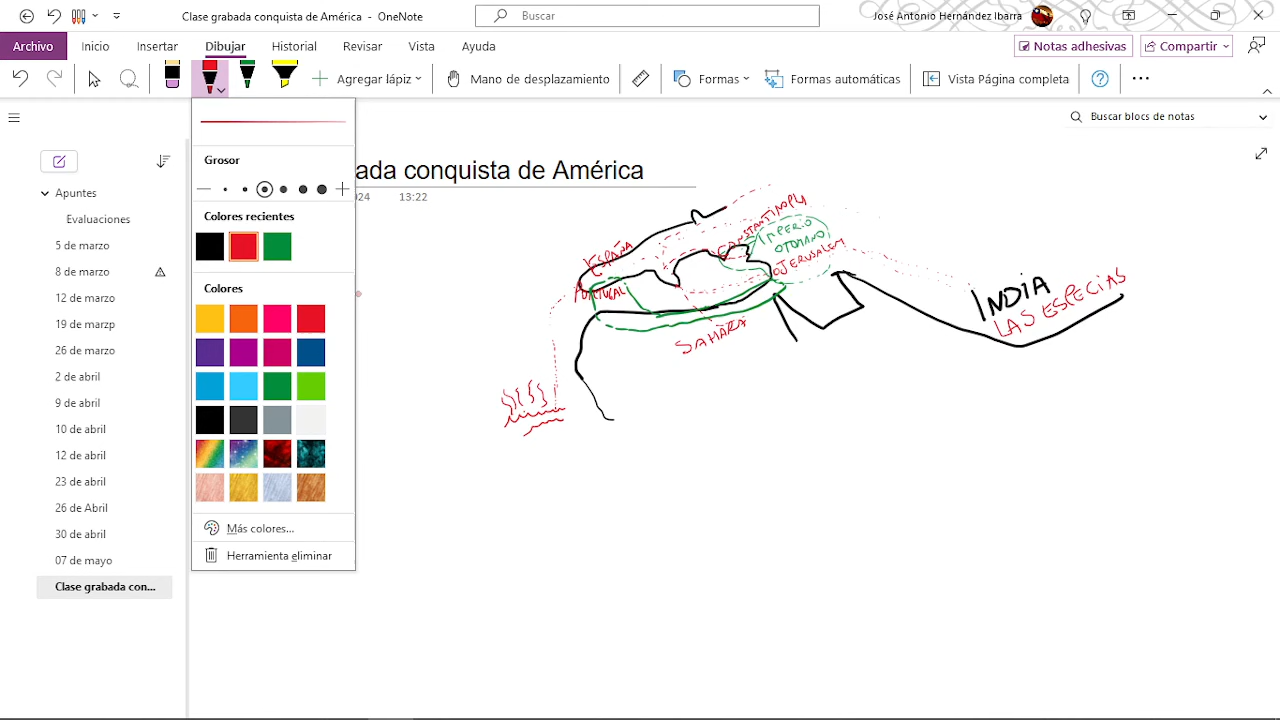 Clase grabada conquista de América - OneNote
Buscar
José Antonio Hernández Ibarra
Archivo
Inicio
Insertar
Dibujar
Historial
Revisar
Vista
Ayuda
Notas adhesivas
Compartir
Agregar lápiz
Mano de desplazamiento
Formas
Formas automáticas
Vista Página completa
Buscar blocs de notas
Grosor
Colores recientes
Colores
Más colores...
Herramienta eliminar
Apuntes
Evaluaciones
5 de marzo
8 de marzo
12 de marzo
19 de marzp
26 de marzo
2 de abril
9 de abril
10 de abril
12 de abril
23 de abril
26 de Abril
30 de abril
07 de mayo
Clase grabada con...
ada conquista de América
024
13:22
ESPAÑA
PORTUGAL
CONSTANTINOPLA
IMPERIO
OTOMANO
JERUSALEM
SAHARA
INDIA
LAS ESPECIAS